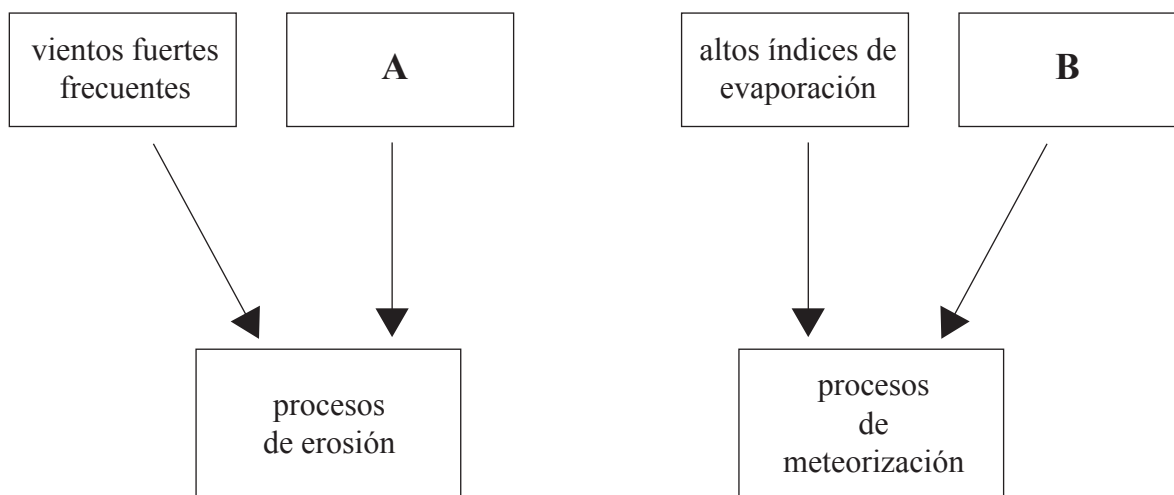 vientos fuertes
frecuentes
A
altos índices de
evaporación
B
procesos
de erosión
procesos
de
meteorización